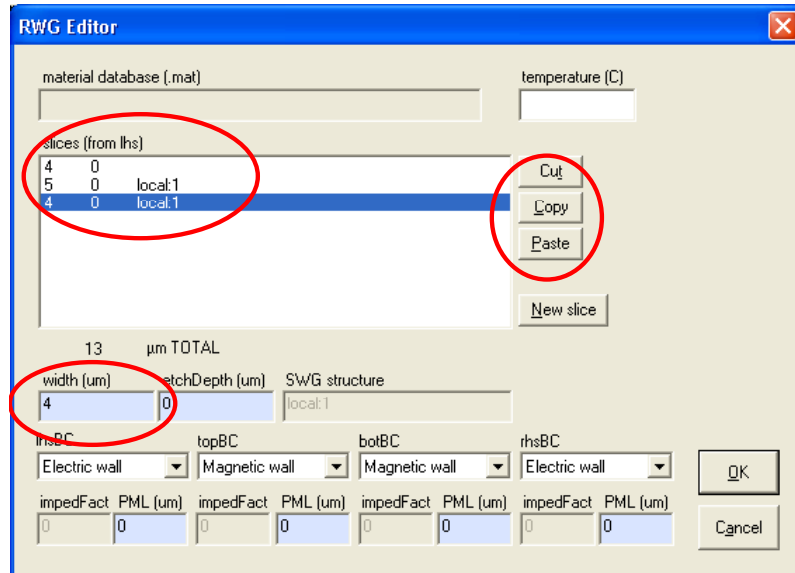 RWG Editor
material database (.mat)
temperature (C)
slices (from lhs)
4 0
5 0 local:1
4 0 local:1
Cut
Copy
Paste
New slice
13 µm TOTAL
width (um) etchDepth (um) SWG structure
4 0 local:1
lhsBC topBC botBC rhsBC
Electric wall Magnetic wall Magnetic wall Electric wall
OK
impedFact PML (um) impedFact PML (um) impedFact PML (um) impedFact PML (um)
0 0 0 0 0 0 0 0
Cancel